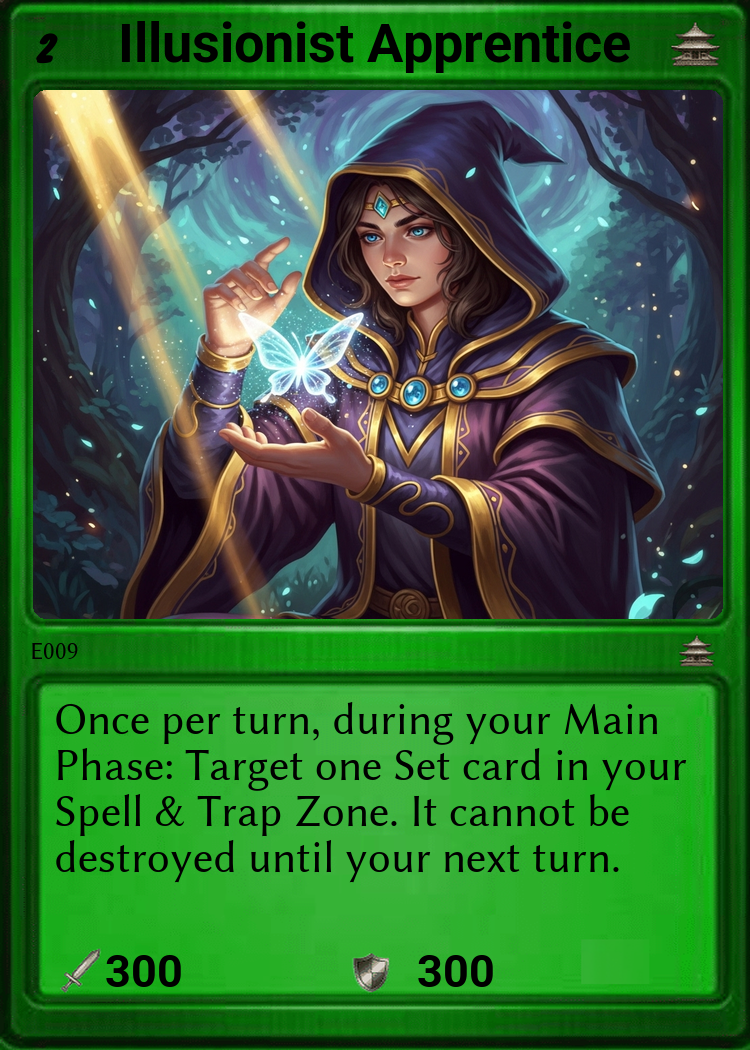 2 Illusionist Apprentice
E009
Once per turn, during your Main
Phase: Target one Set card in your
Spell & Trap Zone. It cannot be
destroyed until your next turn.
300 300